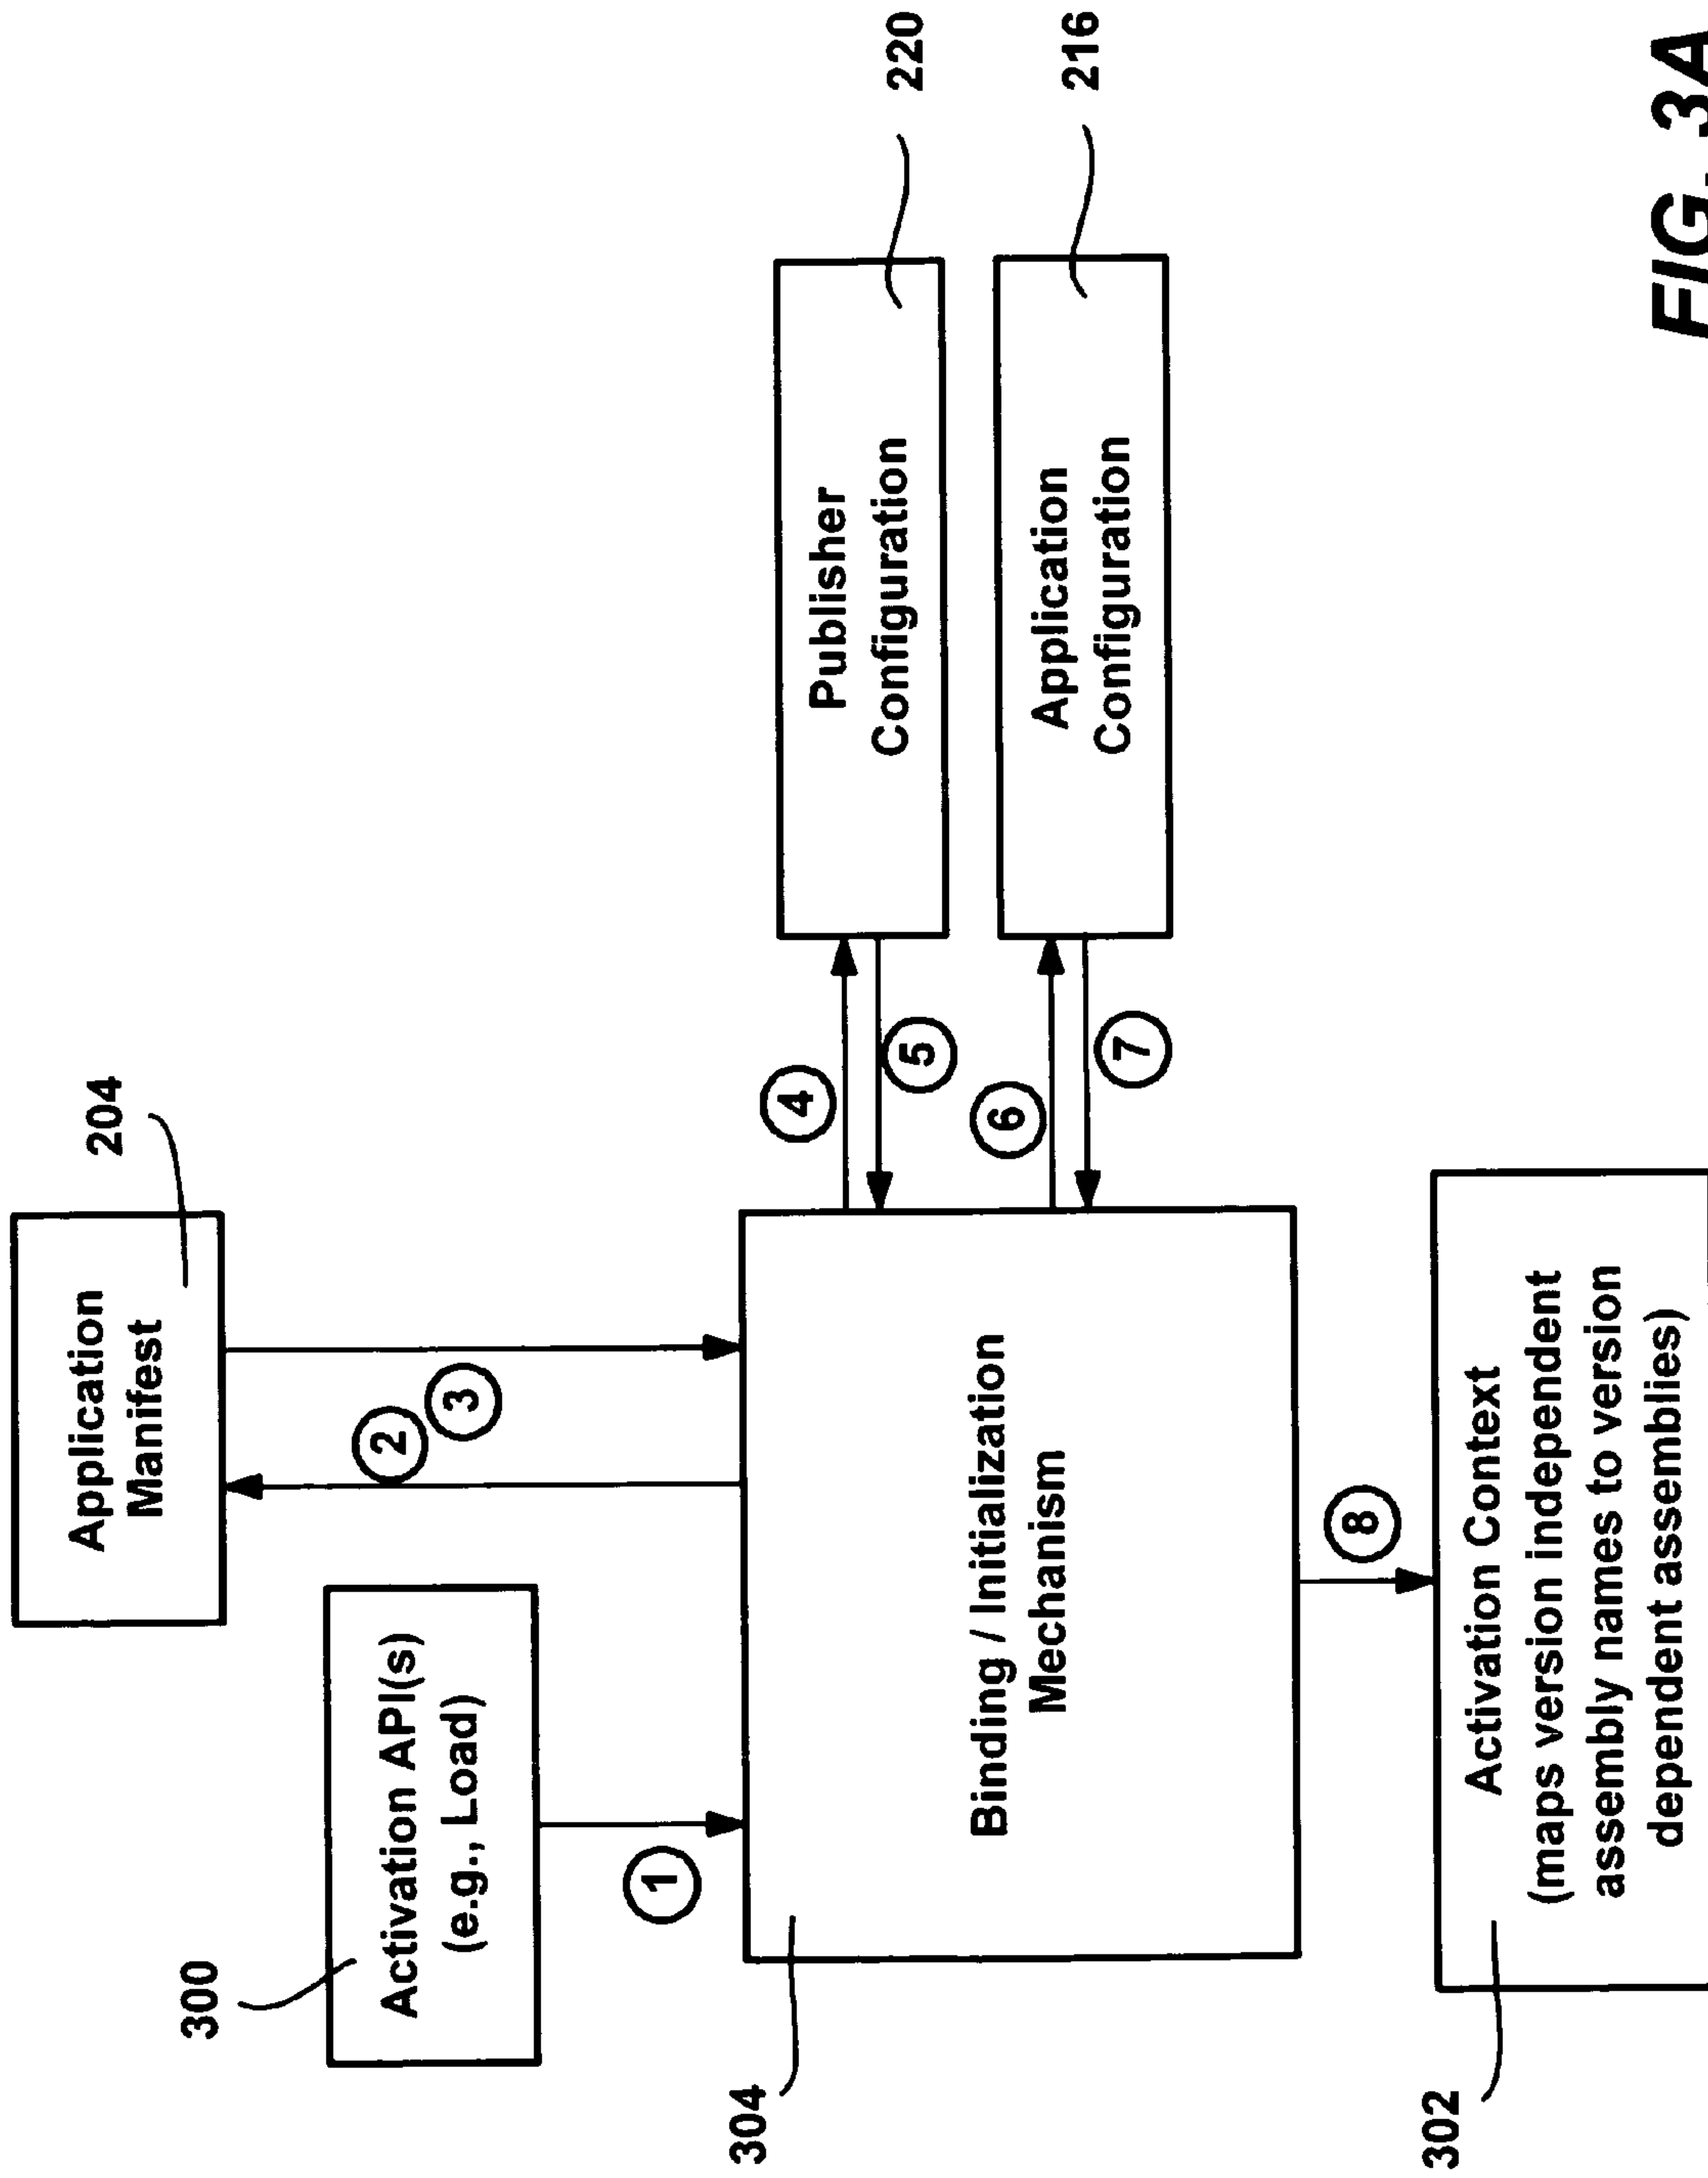 204
Application
Manifest
300
Activation API(s)
(e.g., Load)
2
3
1
304
Binding / Initialization
Mechanism
4
5
6
7
Publisher
Configuration
220
Application
Configuration
216
8
302
Activation Context
(maps version independent
assembly names to version
dependent assemblies)
FIG. 3A